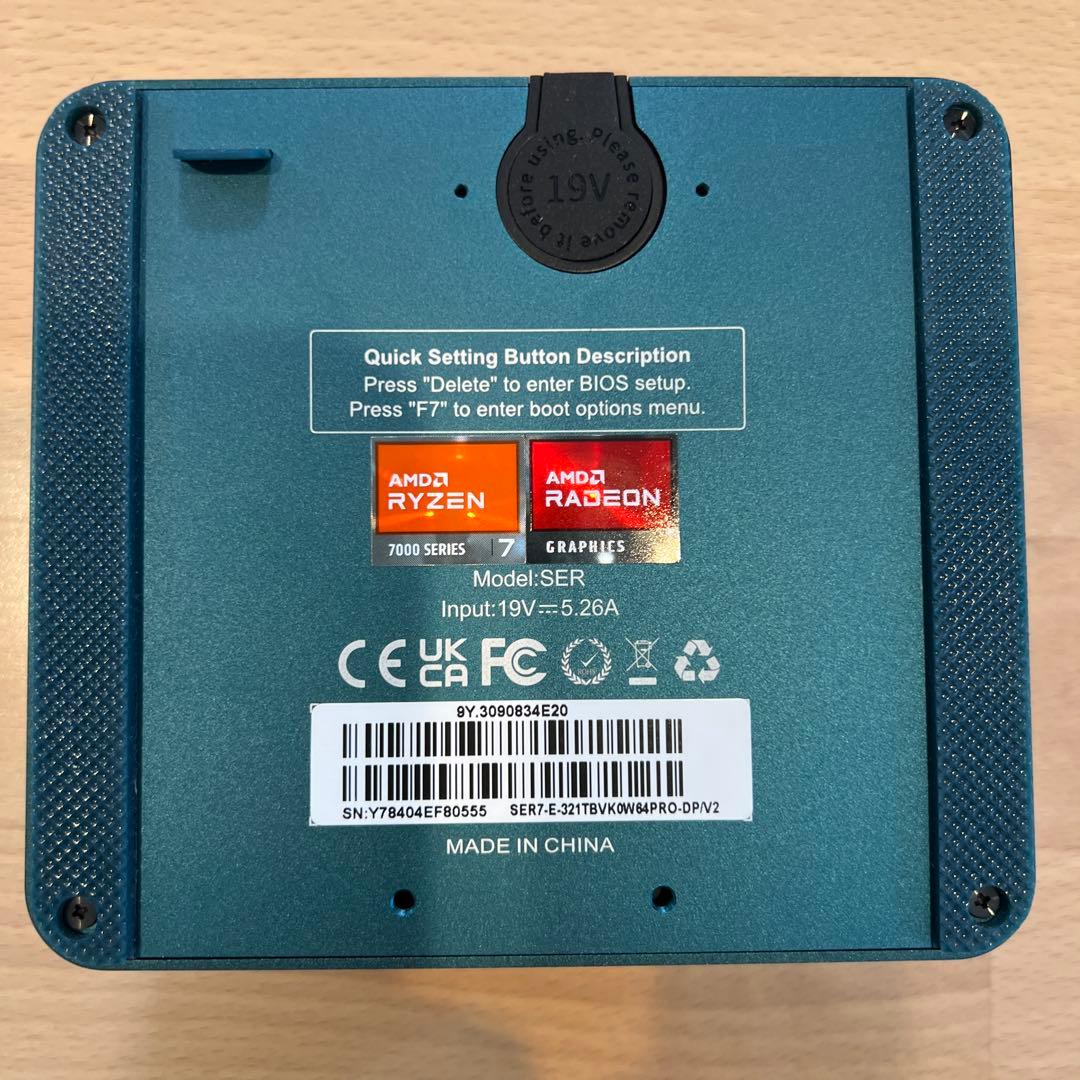 Please remove it before using.
19V
Quick Setting Button Description
Press "Delete" to enter BIOS setup.
Press "F7" to enter boot options menu.
AMD
RYZEN
7000 SERIES 7
AMD
RADEON
GRAPHICS
Model:SER
Input:19V⎓5.26A
CE UKCA FC ROHS
9Y.3090834E20
SN:Y78404EF80555 SER7-E-321TBVK0W64PRO-DP/V2
MADE IN CHINA